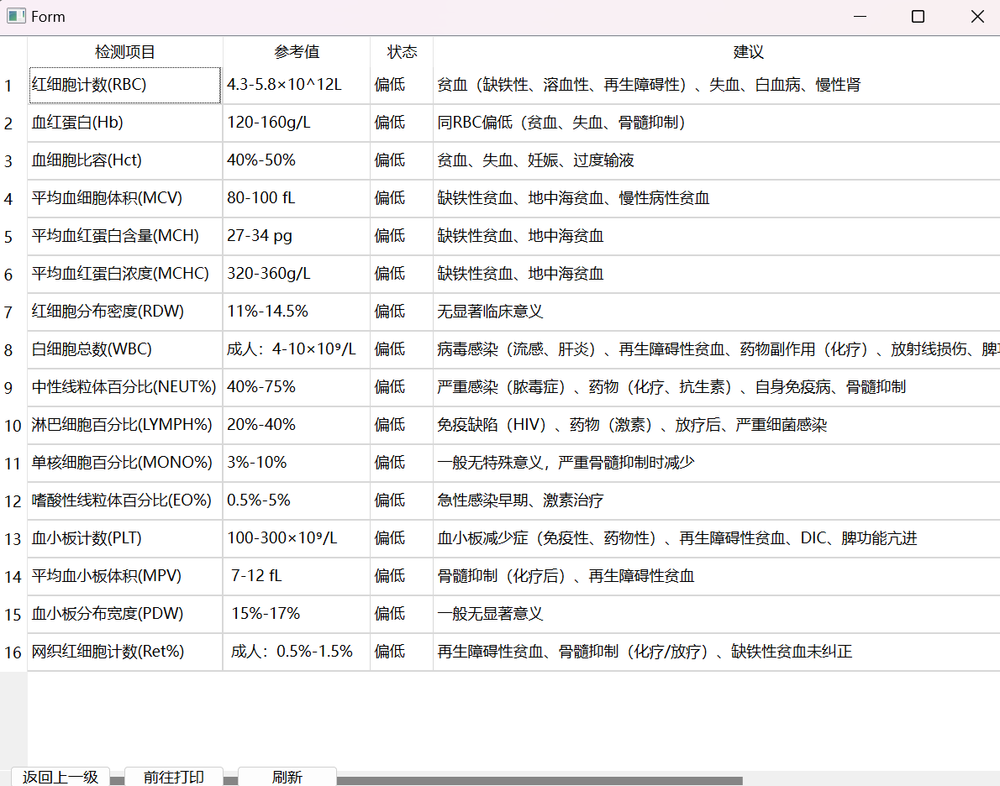 Form
检测项目 参考值 状态 建议
1 红细胞计数(RBC) 4.3-5.8×10^12L 偏低 贫血（缺铁性、溶血性、再生障碍性）、失血、白血病、慢性肾
2 血红蛋白(Hb) 120-160g/L 偏低 同RBC偏低（贫血、失血、骨髓抑制）
3 血细胞比容(Hct) 40%-50% 偏低 贫血、失血、妊娠、过度输液
4 平均血细胞体积(MCV) 80-100 fL 偏低 缺铁性贫血、地中海贫血、慢性病性贫血
5 平均血红蛋白含量(MCH) 27-34 pg 偏低 缺铁性贫血、地中海贫血
6 平均血红蛋白浓度(MCHC) 320-360g/L 偏低 缺铁性贫血、地中海贫血
7 红细胞分布密度(RDW) 11%-14.5% 偏低 无显著临床意义
8 白细胞总数(WBC) 成人：4-10×10⁹/L 偏低 病毒感染（流感、肝炎）、再生障碍性贫血、药物副作用（化疗）、放射线损伤、脾
9 中性线粒体百分比(NEUT%) 40%-75% 偏低 严重感染（脓毒症）、药物（化疗、抗生素）、自身免疫病、骨髓抑制
10 淋巴细胞百分比(LYMPH%) 20%-40% 偏低 免疫缺陷（HIV）、药物（激素）、放疗后、严重细菌感染
11 单核细胞百分比(MONO%) 3%-10% 偏低 一般无特殊意义，严重骨髓抑制时减少
12 嗜酸性线粒体百分比(EO%) 0.5%-5% 偏低 急性感染早期、激素治疗
13 血小板计数(PLT) 100-300×10⁹/L 偏低 血小板减少症（免疫性、药物性）、再生障碍性贫血、DIC、脾功能亢进
14 平均血小板体积(MPV) 7-12 fL 偏低 骨髓抑制（化疗后）、再生障碍性贫血
15 血小板分布宽度(PDW) 15%-17% 偏低 一般无显著意义
16 网织红细胞计数(Ret%) 成人：0.5%-1.5% 偏低 再生障碍性贫血、骨髓抑制（化疗/放疗）、缺铁性贫血未纠正
返回上一级 前往打印 刷新